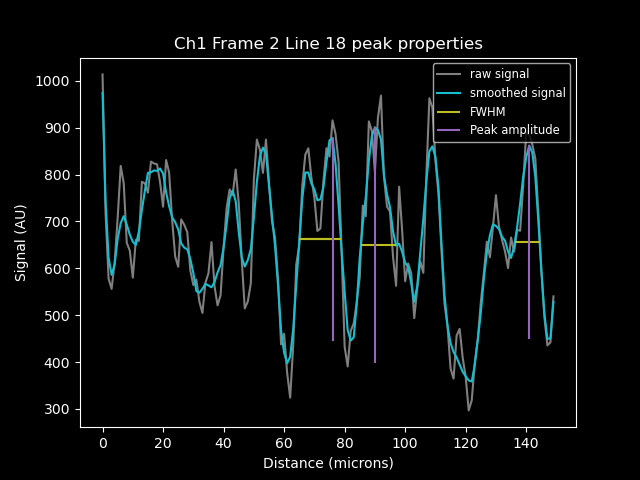 Ch1 Frame 2 Line 18 peak properties
raw signal
smoothed signal
FWHM
Peak amplitude
Signal (AU)
1000
900
800
700
600
500
400
300
0 20 40 60 80 100 120 140
Distance (microns)